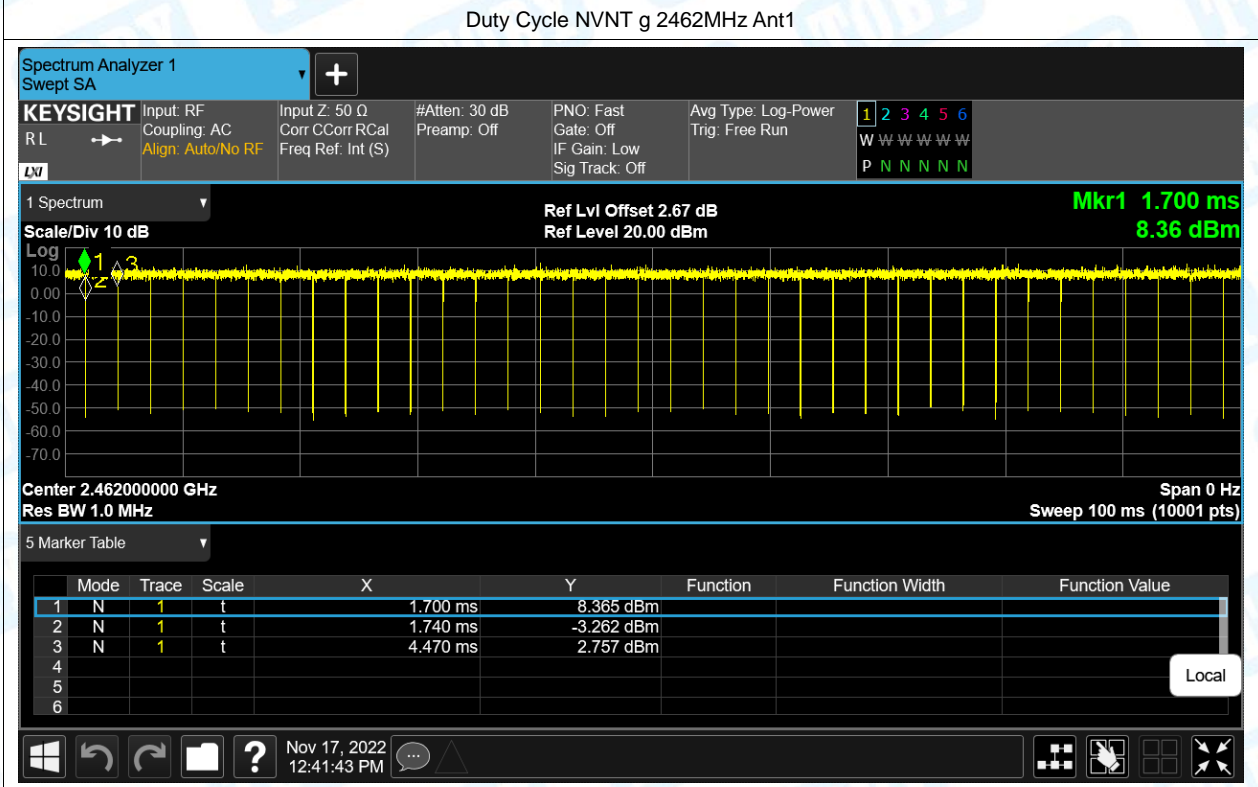 Duty Cycle NVNT g 2462MHz Ant1
Spectrum Analyzer 1
Swept SA
KEYSIGHT
R L
LXI
Input: RF
Coupling: AC
Align: Auto/No RF
Input Z: 50 Ω
Corr CCorr RCal
Freq Ref: Int (S)
#Atten: 30 dB
Preamp: Off
PNO: Fast
Gate: Off
IF Gain: Low
Sig Track: Off
Avg Type: Log-Power
Trig: Free Run
1 2 3 4 5 6
W W W W W W
P N N N N N
1 Spectrum
Scale/Div 10 dB
Ref Lvl Offset 2.67 dB
Ref Level 20.00 dBm
Mkr1 1.700 ms
8.36 dBm
Log
10.0
0.00
-10.0
-20.0
-30.0
-40.0
-50.0
-60.0
-70.0
1
2
3
Center 2.462000000 GHz
Res BW 1.0 MHz
Span 0 Hz
Sweep 100 ms (10001 pts)
5 Marker Table
Mode Trace Scale X Y Function Function Width Function Value
1 N 1 t 1.700 ms 8.365 dBm
2 N 1 t 1.740 ms -3.262 dBm
3 N 1 t 4.470 ms 2.757 dBm
4
5
6
Local
?
Nov 17, 2022
12:41:43 PM